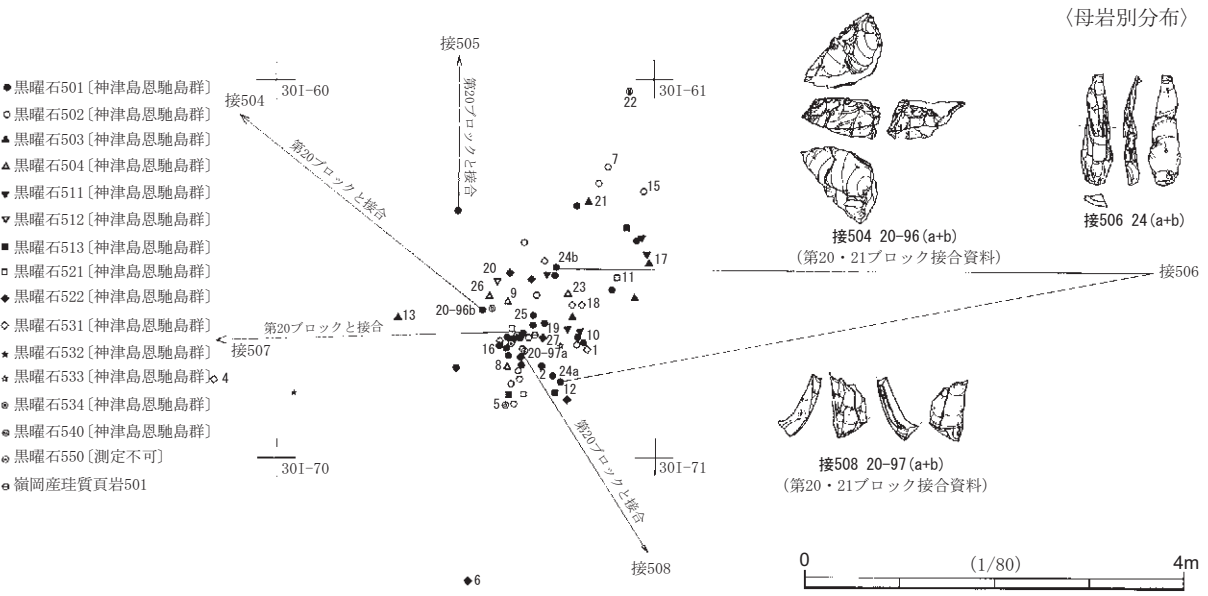 〈母岩別分布〉
黒曜石501〔神津島恩馳島群〕
黒曜石502〔神津島恩馳島群〕
黒曜石503〔神津島恩馳島群〕
黒曜石504〔神津島恩馳島群〕
黒曜石511〔神津島恩馳島群〕
黒曜石512〔神津島恩馳島群〕
黒曜石513〔神津島恩馳島群〕
黒曜石521〔神津島恩馳島群〕
黒曜石522〔神津島恩馳島群〕
黒曜石531〔神津島恩馳島群〕
黒曜石532〔神津島恩馳島群〕
黒曜石533〔神津島恩馳島群〕
黒曜石534〔神津島恩馳島群〕
黒曜石540〔神津島恩馳島群〕
黒曜石550〔測定不可〕
嶺岡産珪質頁岩501
接505
接504
30I-60
30I-61
第20ブロックと接合
第20ブロックと接合
22
7
15
21
17
24b
20
26
9
23
11
18
20-96b
13
25
19
27
10
1
第20ブロックと接合
接507
16
20-97a
8
2
24a
12
5
4
6
接506
30I-70
30I-71
第20ブロックと接合
接508
接504 20-96(a+b)
(第20・21ブロック接合資料)
接506 24(a+b)
接508 20-97(a+b)
(第20・21ブロック接合資料)
0
(1/80)
4m